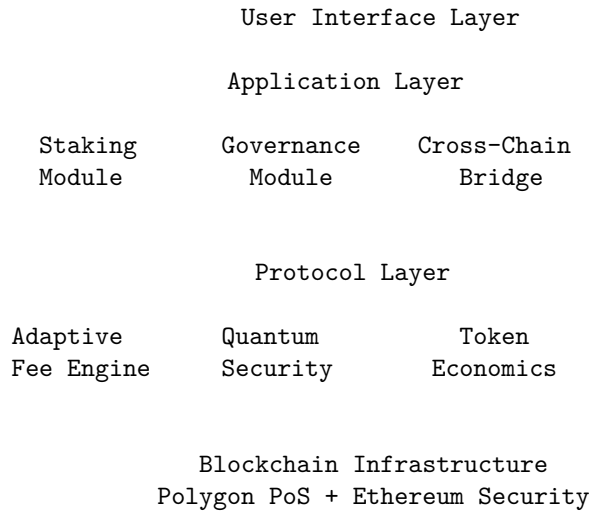 User Interface Layer
Application Layer
Staking Governance Cross-Chain
Module Module Bridge
Protocol Layer
Adaptive Quantum Token
Fee Engine Security Economics
Blockchain Infrastructure
Polygon PoS + Ethereum Security